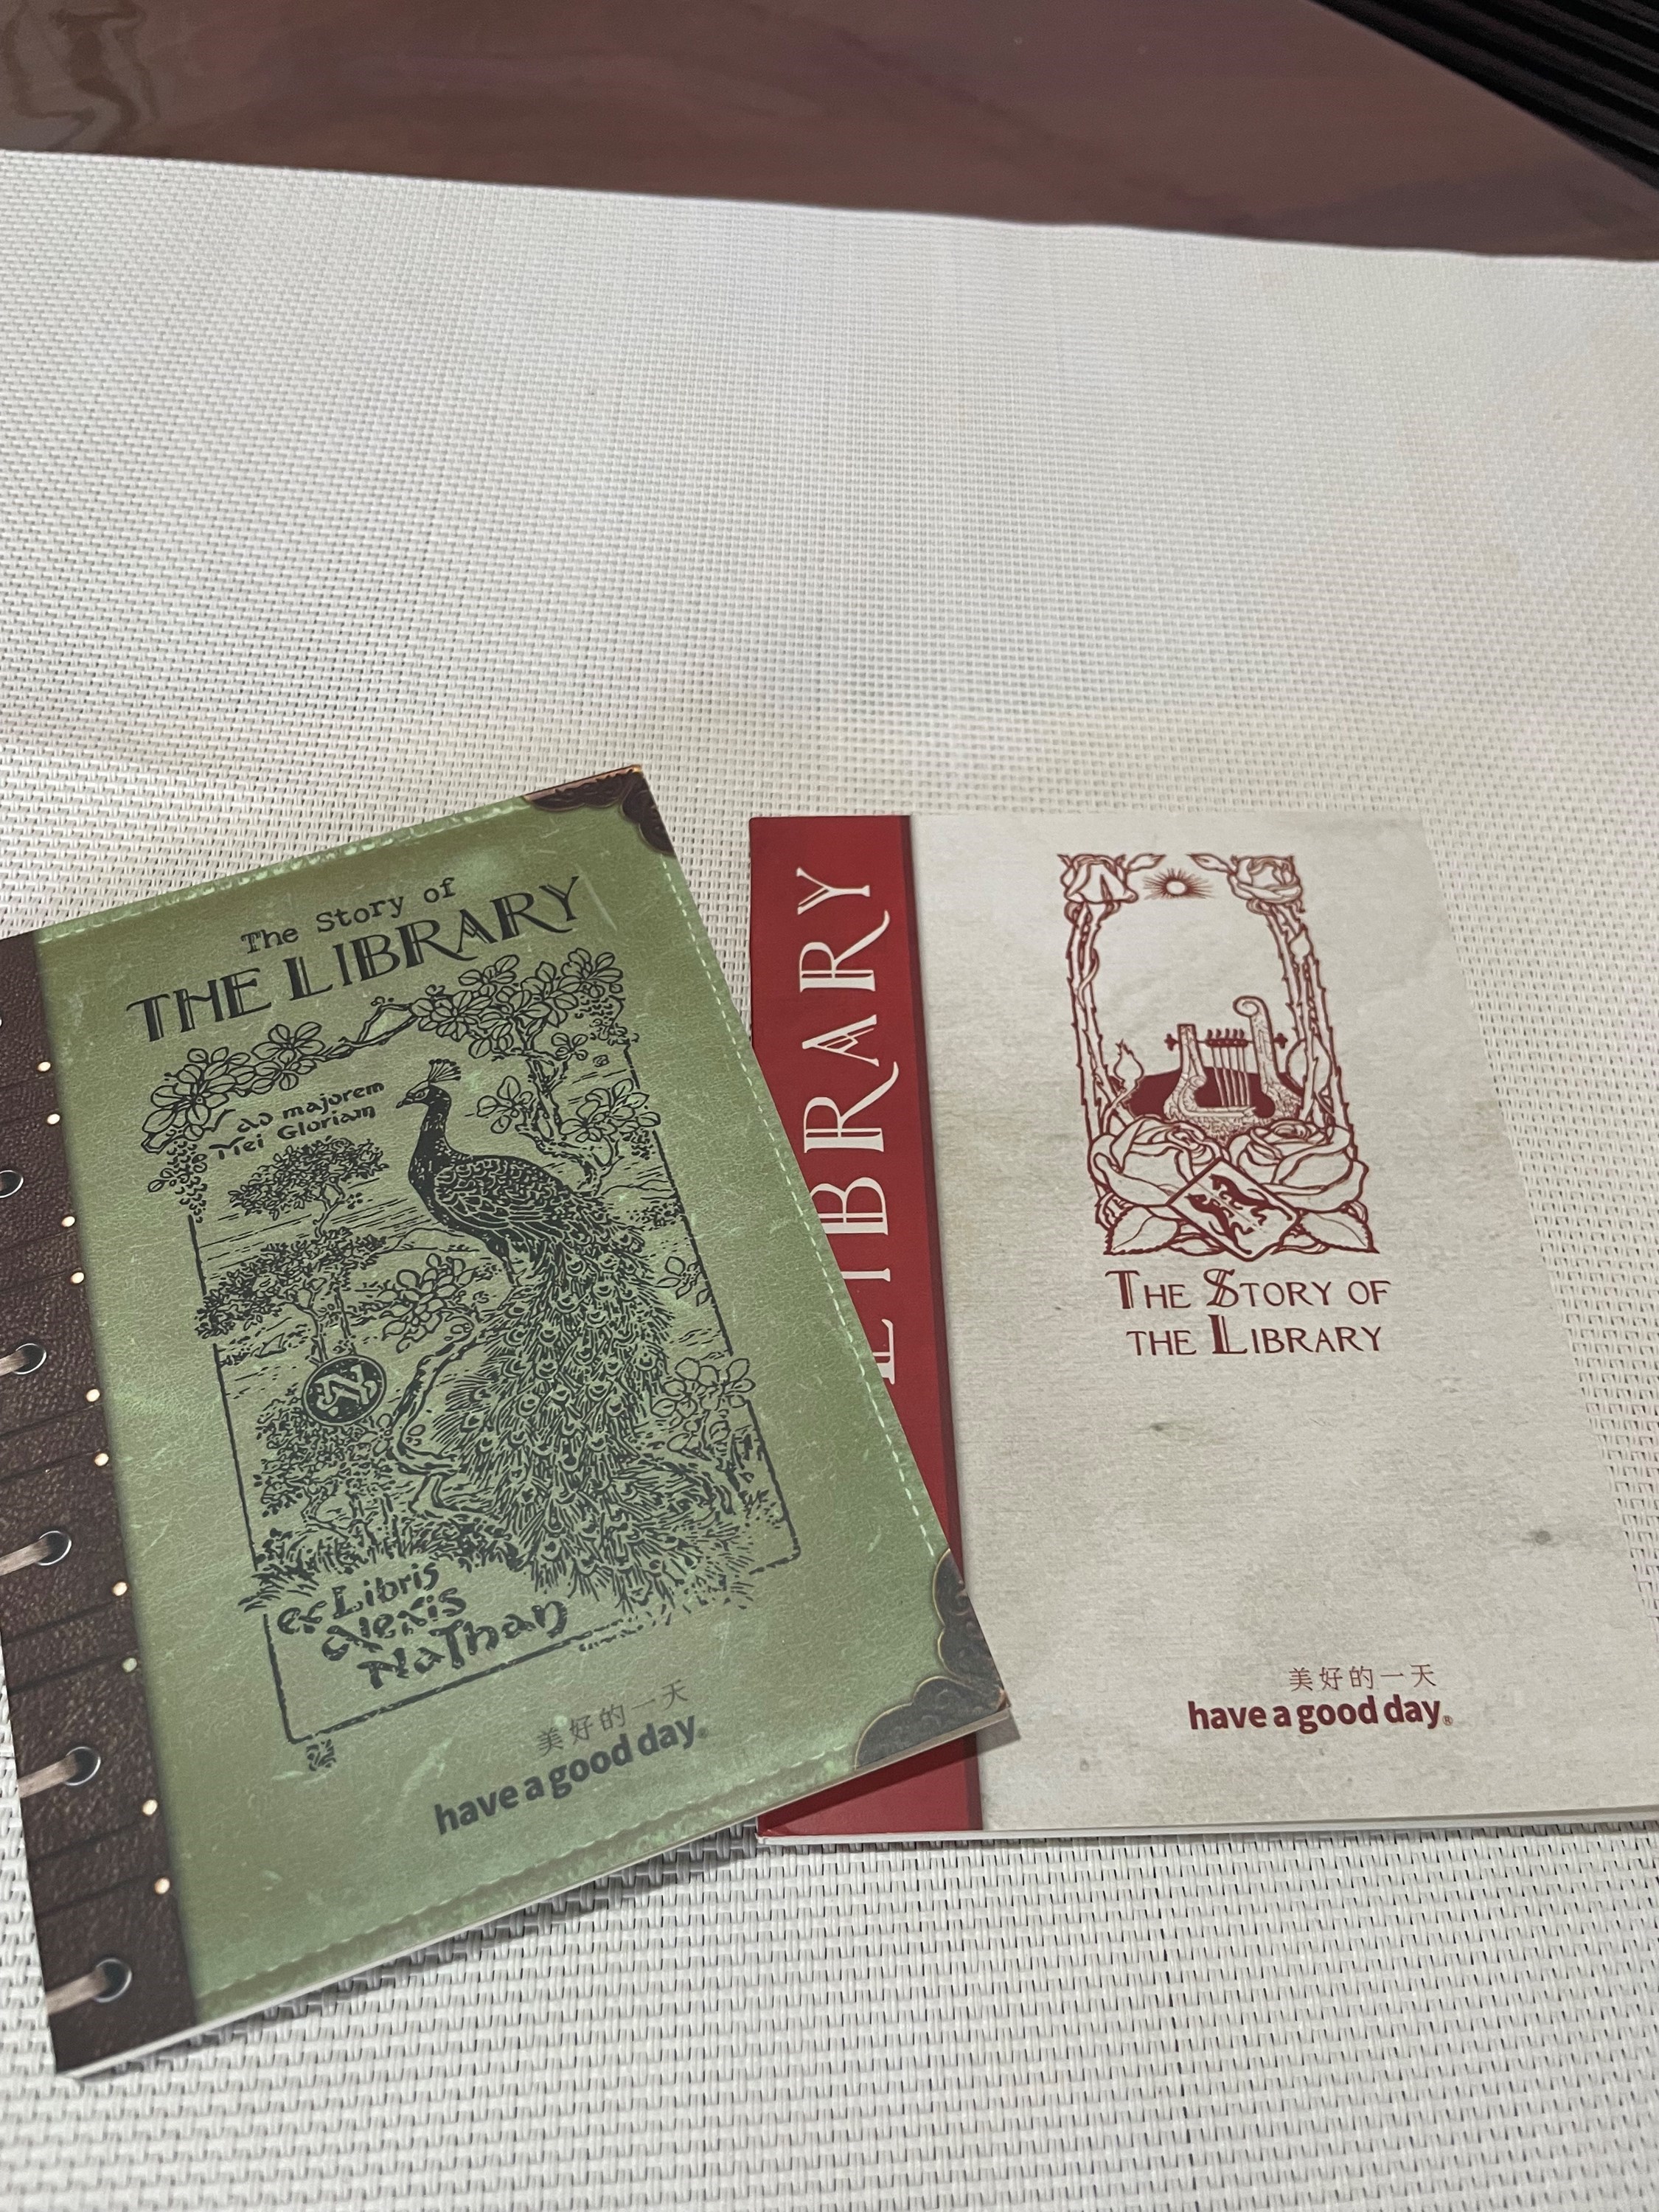 The Story of
THE LIBRARY
ad majorem
Mei Gloriam
ex Libris
Alexis
Nathan
美好的一天
have a good day®
LIBRARY
THE STORY OF
THE LIBRARY
美好的一天
have a good day®